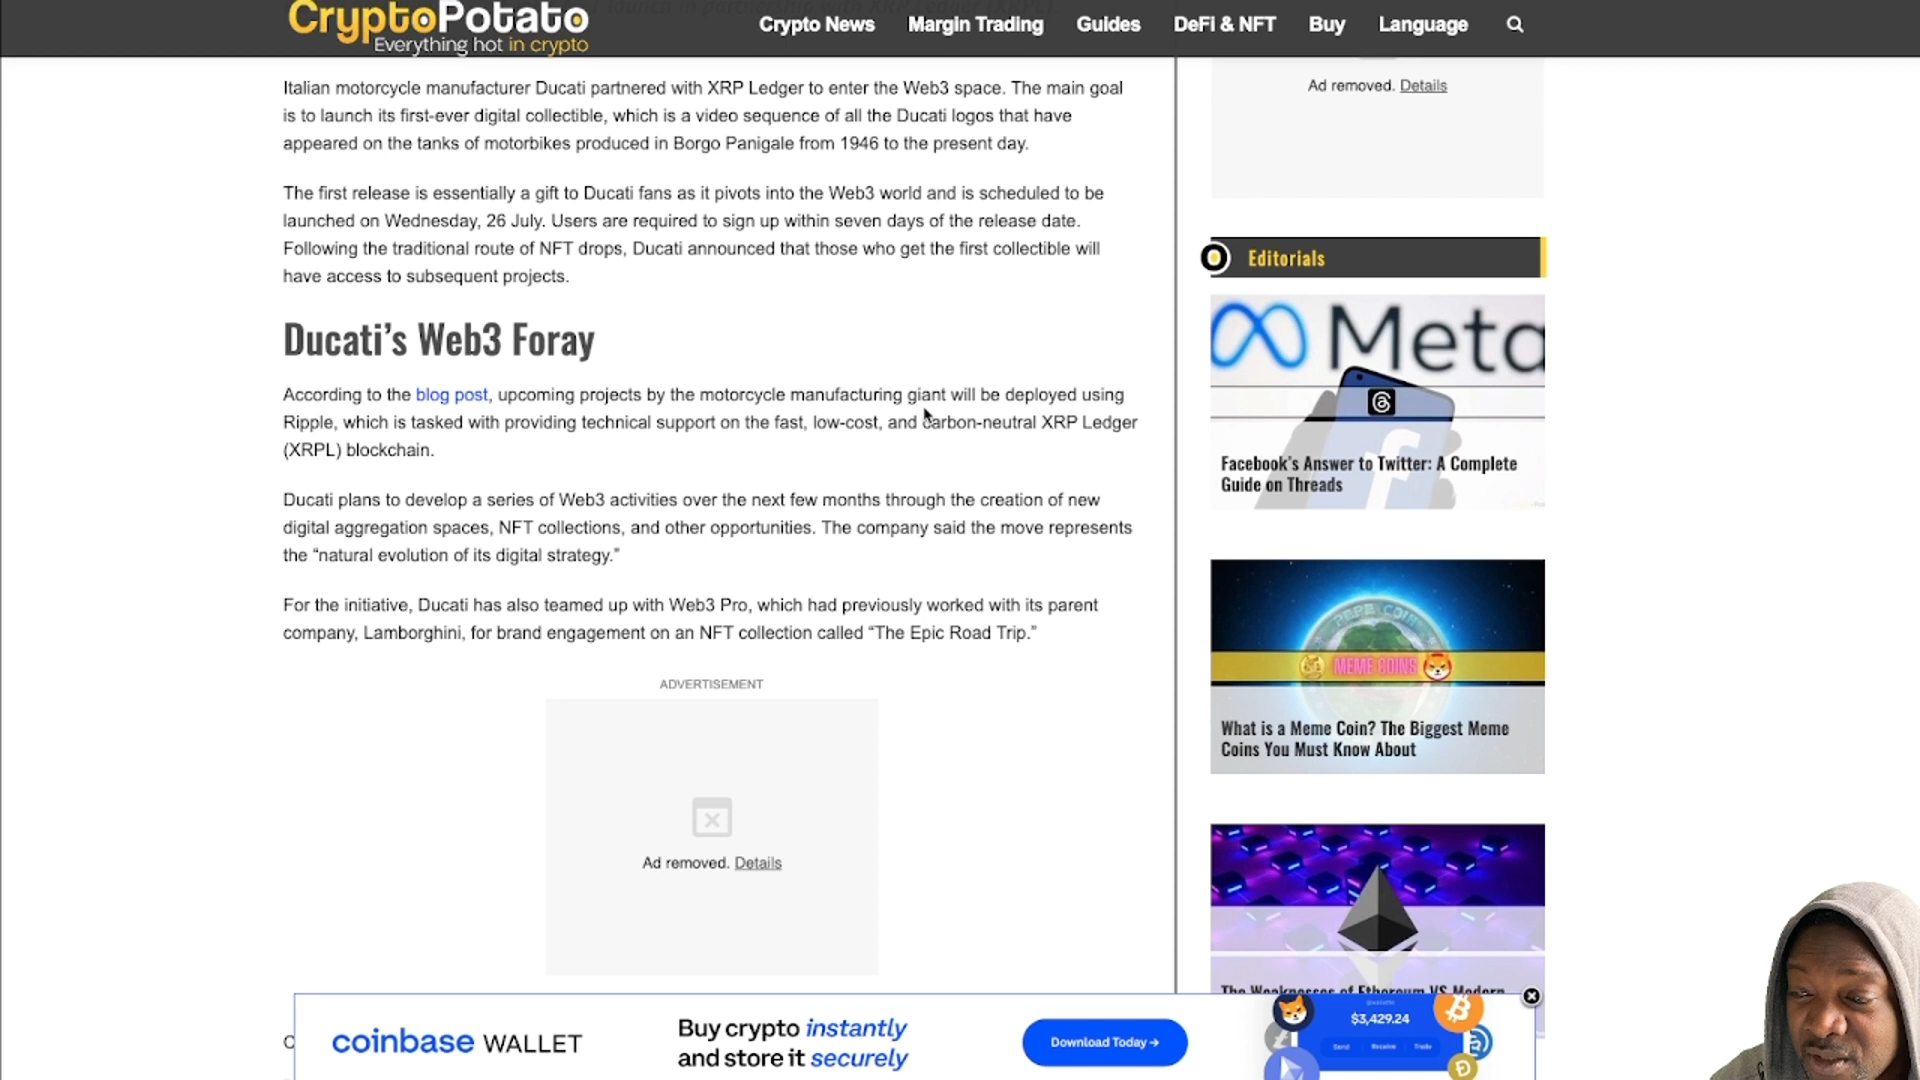 CryptoPotato
Everything hot in crypto
Crypto News Margin Trading Guides DeFi & NFT Buy Language
Italian motorcycle manufacturer Ducati partnered with XRP Ledger to enter the Web3 space. The main goal
is to launch its first-ever digital collectible, which is a video sequence of all the Ducati logos that have
appeared on the tanks of motorbikes produced in Borgo Panigale from 1946 to the present day.
The first release is essentially a gift to Ducati fans as it pivots into the Web3 world and is scheduled to be
launched on Wednesday, 26 July. Users are required to sign up within seven days of the release date.
Following the traditional route of NFT drops, Ducati announced that those who get the first collectible will
have access to subsequent projects.
Ducati’s Web3 Foray
According to the blog post, upcoming projects by the motorcycle manufacturing giant will be deployed using
Ripple, which is tasked with providing technical support on the fast, low-cost, and carbon-neutral XRP Ledger
(XRPL) blockchain.
Ducati plans to develop a series of Web3 activities over the next few months through the creation of new
digital aggregation spaces, NFT collections, and other opportunities. The company said the move represents
the “natural evolution of its digital strategy.”
For the initiative, Ducati has also teamed up with Web3 Pro, which had previously worked with its parent
company, Lamborghini, for brand engagement on an NFT collection called “The Epic Road Trip.”
ADVERTISEMENT
Ad removed. Details
Ad removed. Details
Editorials
Meta
Facebook’s Answer to Twitter: A Complete
Guide on Threads
PEPE COIN
MEME COINS
What is a Meme Coin? The Biggest Meme
Coins You Must Know About
The Weaknesses of Ethereum VS Modern
coinbase WALLET
Buy crypto instantly
and store it securely
Download Today →
$3,429.24
Send Receive Trade